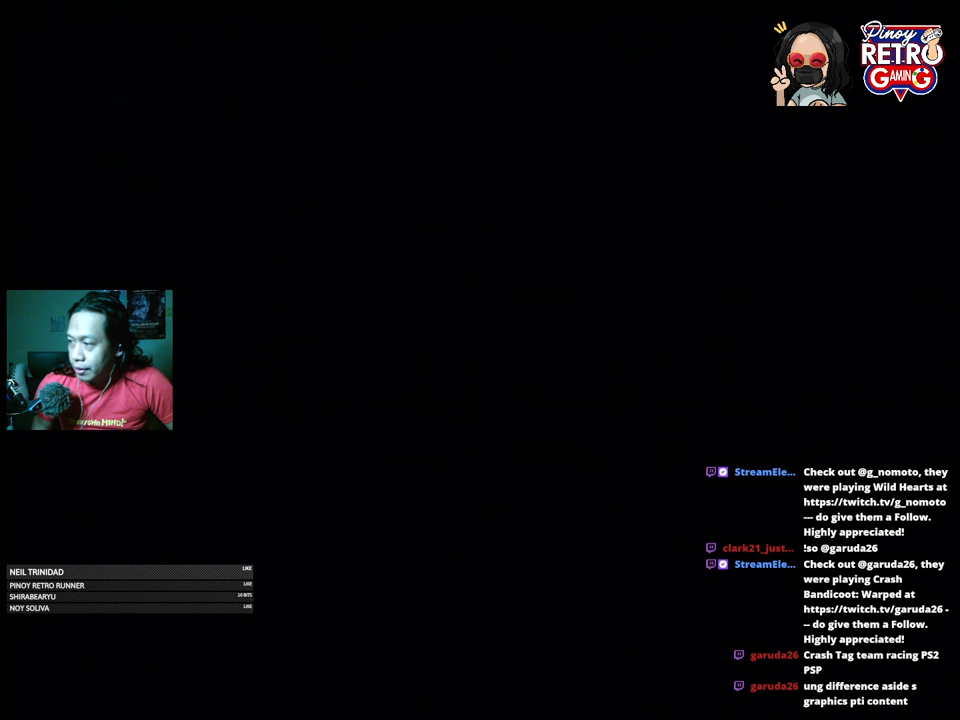 Pinoy
RETRO
GAMING
StreamEle...
Check out @g_nomoto, they
were playing Wild Hearts at
https://twitch.tv/g_nomoto
--- do give them a Follow.
Highly appreciated!
clark21_just...
!so @garuda26
StreamEle...
Check out @garuda26, they
were playing Crash
Bandicoot: Warped at
https://twitch.tv/garuda26 -
-- do give them a Follow.
Highly appreciated!
garuda26
Crash Tag team racing PS2
PSP
garuda26
ung difference aside s
graphics pti content
NEIL TRINIDAD LIKE
PINOY RETRO RUNNER LIKE
SHIRABEARYU 10 BITS
NOY SOLIVA LIKE